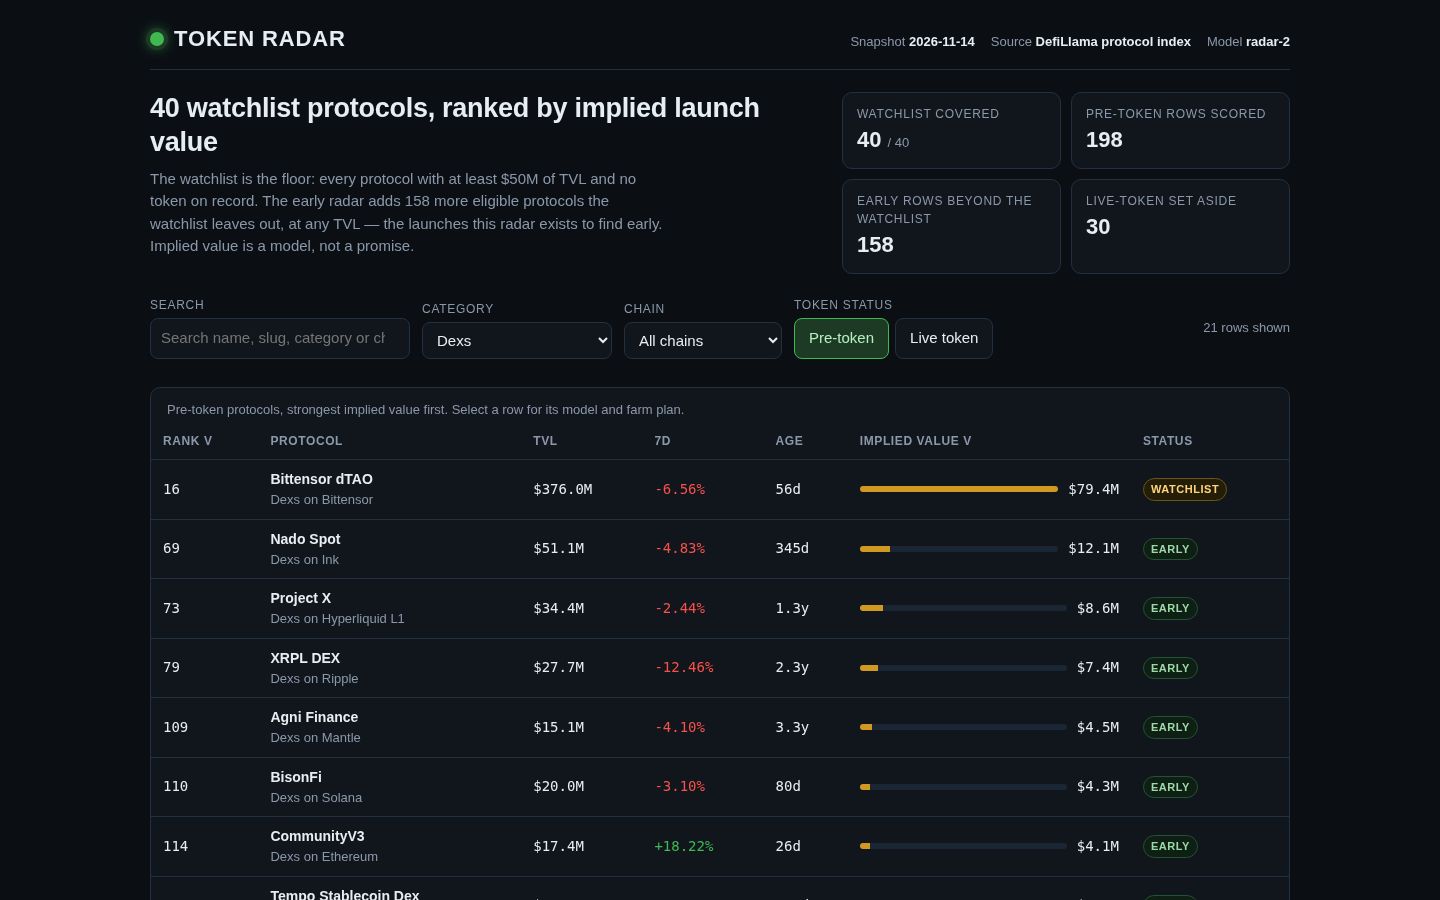 TOKEN RADAR
Snapshot 2026-11-14 Source DefiLlama protocol index Model radar-2
40 watchlist protocols, ranked by implied launch
value
The watchlist is the floor: every protocol with at least $50M of TVL and no
token on record. The early radar adds 158 more eligible protocols the
watchlist leaves out, at any TVL — the launches this radar exists to find early.
Implied value is a model, not a promise.
WATCHLIST COVERED
40 / 40
PRE-TOKEN ROWS SCORED
198
EARLY ROWS BEYOND THE
WATCHLIST
158
LIVE-TOKEN SET ASIDE
30
SEARCH
Search name, slug, category or ch
CATEGORY
Dexs
CHAIN
All chains
TOKEN STATUS
Pre-token
Live token
21 rows shown
Pre-token protocols, strongest implied value first. Select a row for its model and farm plan.
RANK V PROTOCOL TVL 7D AGE IMPLIED VALUE V STATUS
16 Bittensor dTAO $376.0M -6.56% 56d $79.4M WATCHLIST
Dexs on Bittensor
69 Nado Spot $51.1M -4.83% 345d $12.1M EARLY
Dexs on Ink
73 Project X $34.4M -2.44% 1.3y $8.6M EARLY
Dexs on Hyperliquid L1
79 XRPL DEX $27.7M -12.46% 2.3y $7.4M EARLY
Dexs on Ripple
109 Agni Finance $15.1M -4.10% 3.3y $4.5M EARLY
Dexs on Mantle
110 BisonFi $20.0M -3.10% 80d $4.3M EARLY
Dexs on Solana
114 CommunityV3 $17.4M +18.22% 26d $4.1M EARLY
Dexs on Ethereum
Tempo Stablecoin Dex